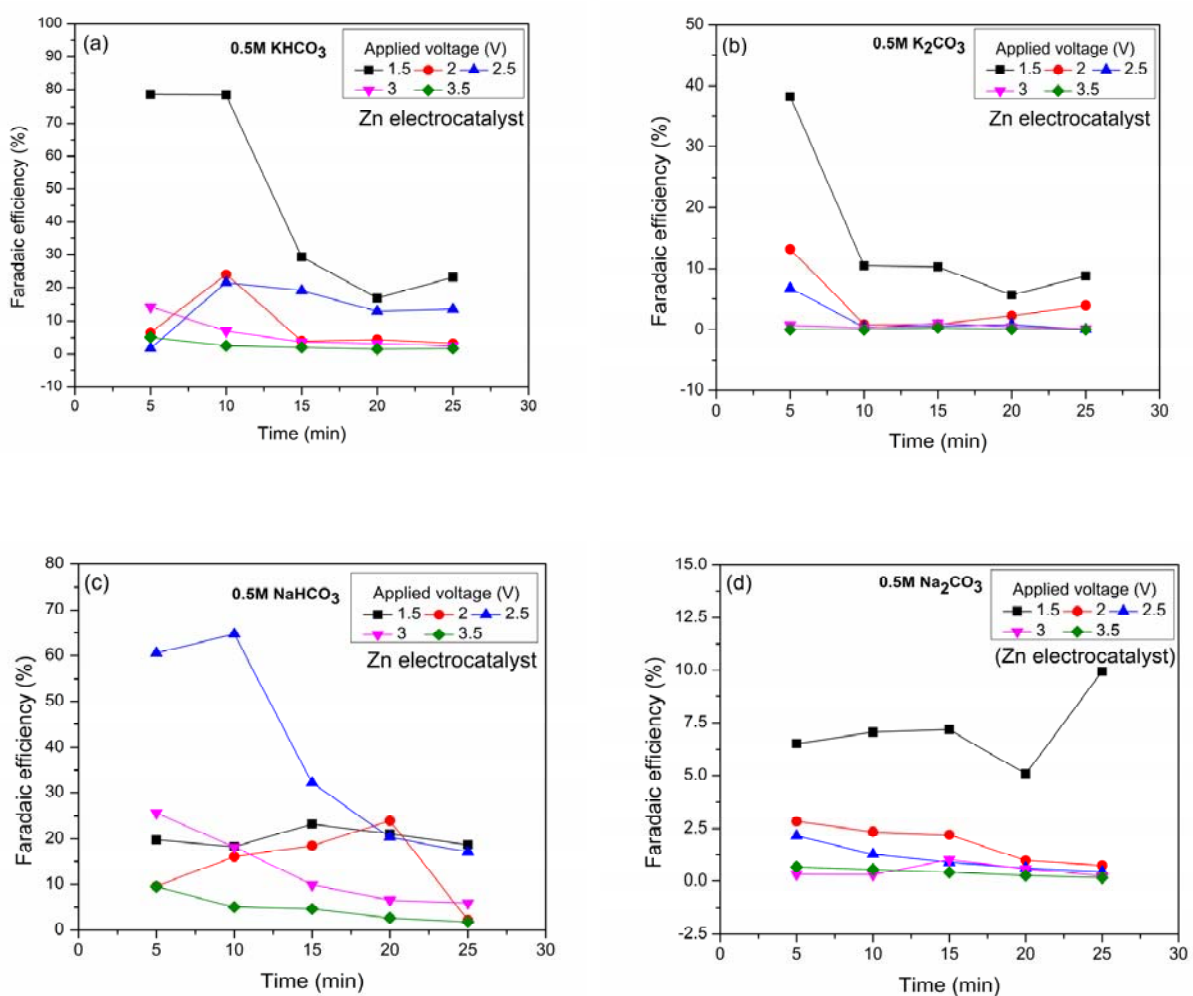 (a)
0.5M KHCO3
Applied voltage (V)
1.5 2 2.5
3 3.5
Zn electrocatalyst
Faradaic efficiency (%)
100
90
80
70
60
50
40
30
20
10
0
-10
0 5 10 15 20 25 30
Time (min)
(b)
0.5M K2CO3
Applied voltage (V)
1.5 2 2.5
3 3.5
Zn electrocatalyst
Faradaic efficiency (%)
50
40
30
20
10
0
-10
0 5 10 15 20 25 30
Time (min)
(c)
0.5M NaHCO3
Applied voltage (V)
1.5 2 2.5
3 3.5
Zn electrocatalyst
Faradaic efficiency (%)
80
70
60
50
40
30
20
10
0
0 5 10 15 20 25 30
Time (min)
(d)
0.5M Na2CO3
Applied voltage (V)
1.5 2 2.5
3 3.5
(Zn electrocatalyst)
Faradaic efficiency (%)
15.0
12.5
10.0
7.5
5.0
2.5
0.0
-2.5
0 5 10 15 20 25 30
Time (min)